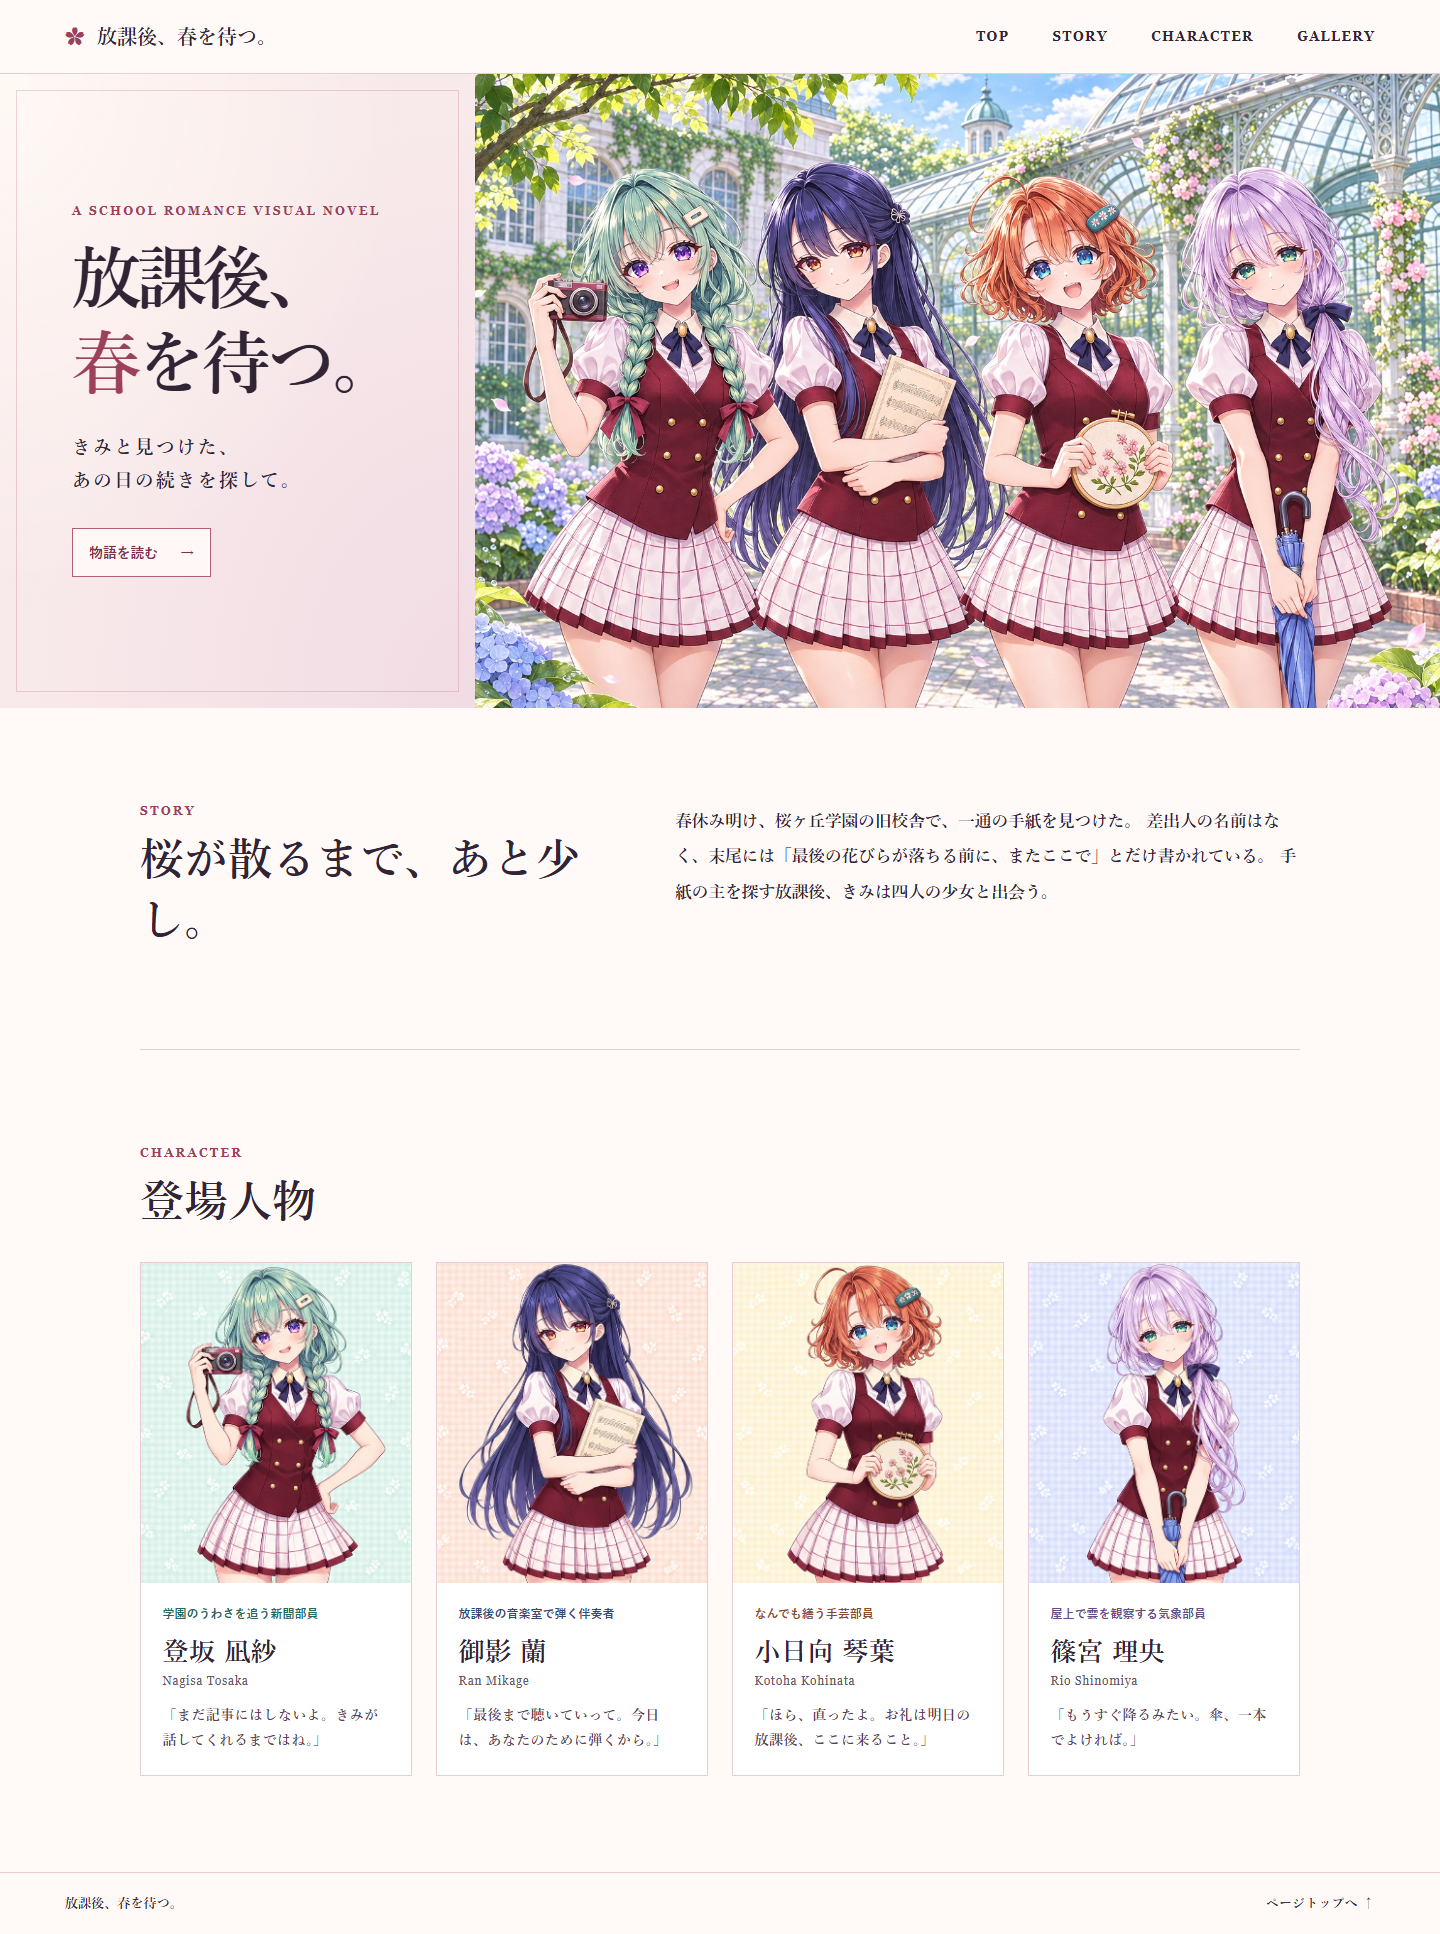 放課後、春を待つ。
TOP STORY CHARACTER GALLERY
A SCHOOL ROMANCE VISUAL NOVEL
放課後、
春を待つ。
きみと見つけた、
あの日の続きを探して。
物語を読む →
STORY
桜が散るまで、あと少
し。
春休み明け、桜ヶ丘学園の旧校舎で、一通の手紙を見つけた。 差出人の名前はな
く、末尾には「最後の花びらが落ちる前に、またここで」とだけ書かれている。 手
紙の主を探す放課後、きみは四人の少女と出会う。
CHARACTER
登場人物
学園のうわさを追う新聞部員
登坂 凪紗
Nagisa Tosaka
「まだ記事にはしないよ。きみが
話してくれるまではね。」
放課後の音楽室で弾く伴奏者
御影 蘭
Ran Mikage
「最後まで聴いていって。今日
は、あなたのために弾くから。」
なんでも繕う手芸部員
小日向 琴葉
Kotoha Kohinata
「ほら、直ったよ。お礼は明日の
放課後、ここに来ること。」
屋上で雲を観察する気象部員
篠宮 理央
Rio Shinomiya
「もうすぐ降るみたい。傘、一本
でよければ。」
放課後、春を待つ。
ページトップへ ↑